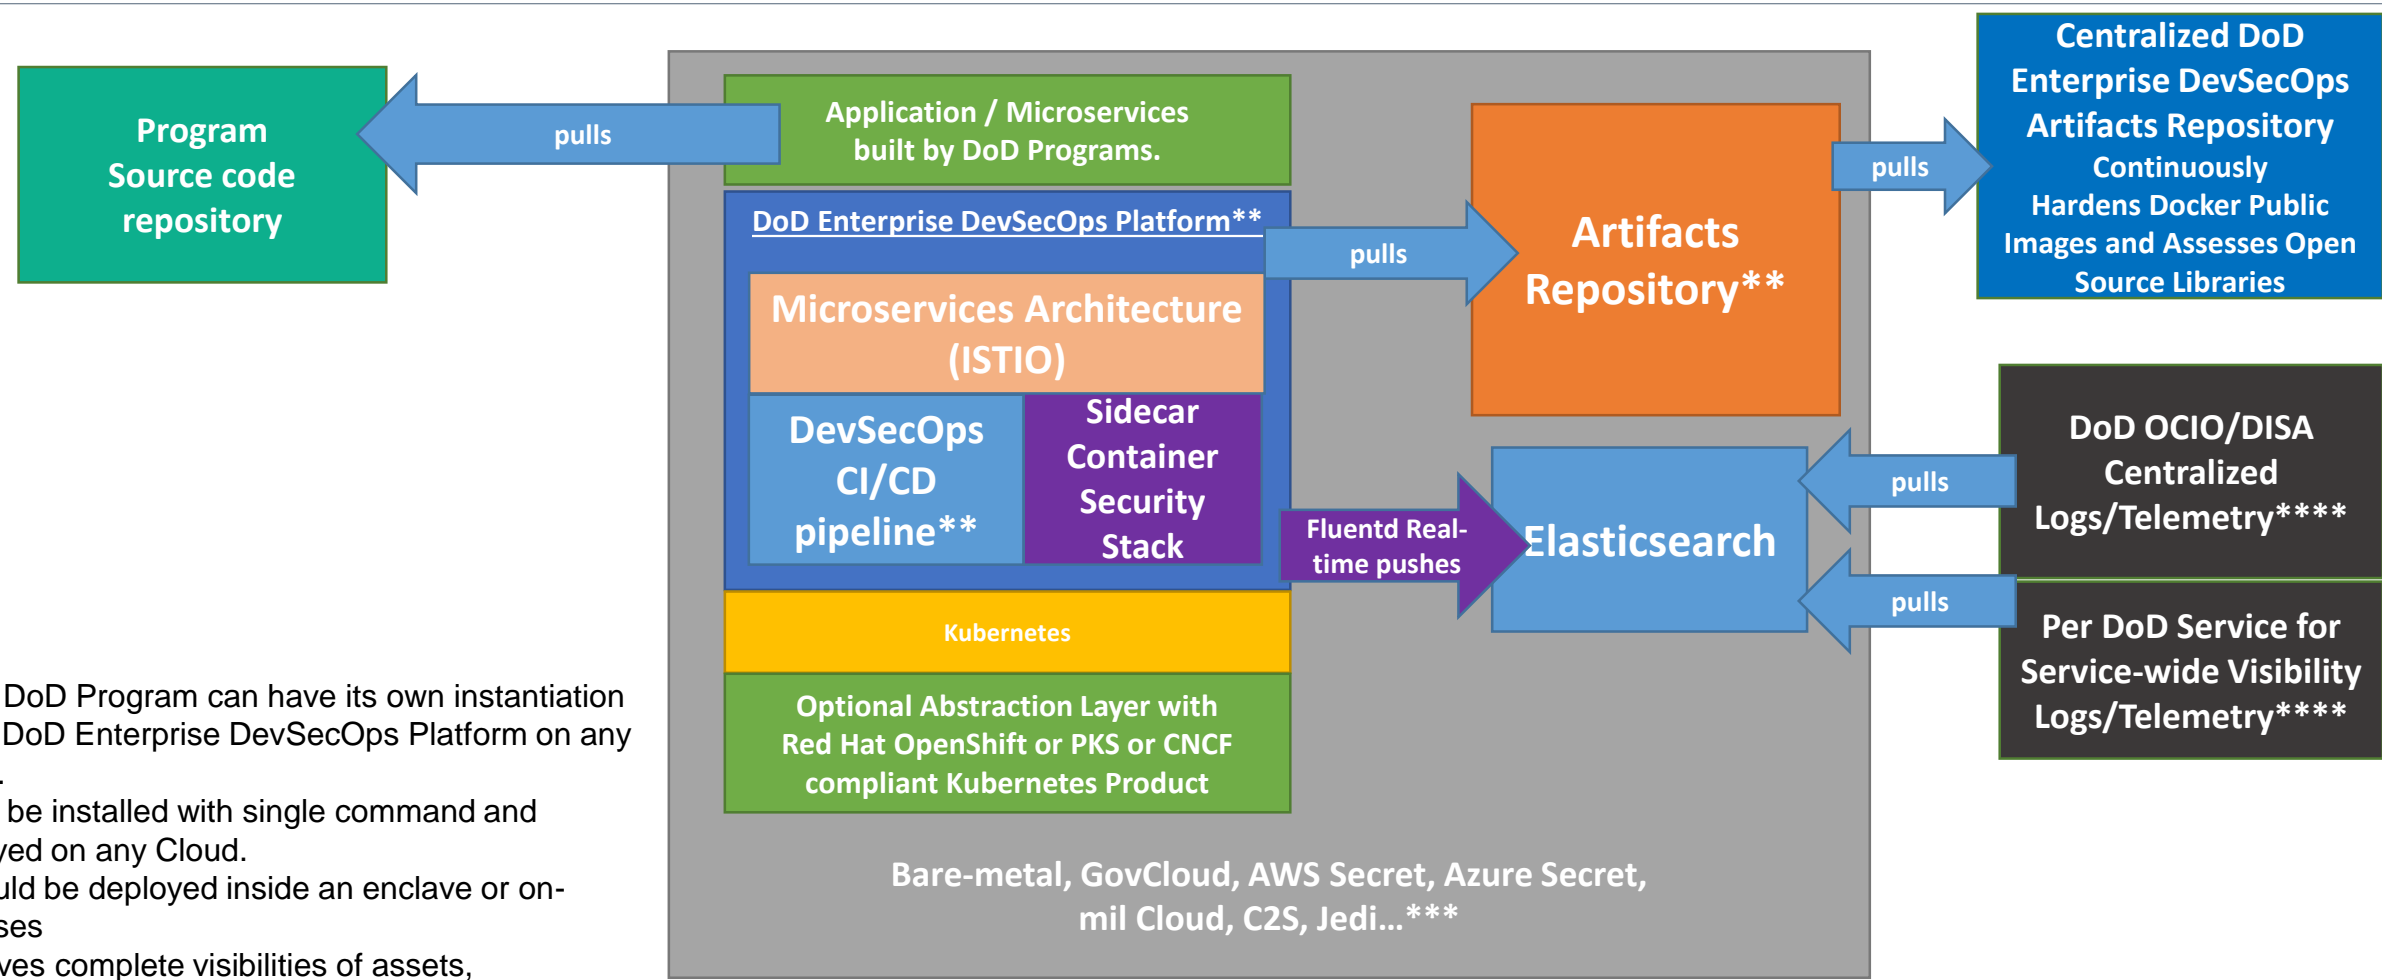 Program
Source code
repository
pulls
Application / Microservices
built by DoD Programs.
DoD Enterprise DevSecOps Platform**
Microservices Architecture
(ISTIO)
DevSecOps
CI/CD
pipeline**
Sidecar
Container
Security
Stack
Kubernetes
Optional Abstraction Layer with
Red Hat OpenShift or PKS or CNCF
compliant Kubernetes Product
pulls
Artifacts
Repository**
Fluentd Real-
time pushes
Elasticsearch
Bare-metal, GovCloud, AWS Secret, Azure Secret,
mil Cloud, C2S, Jedi…***
pulls
Centralized DoD
Enterprise DevSecOps
Artifacts Repository
Continuously
Hardens Docker Public
Images and Assesses Open
Source Libraries
pulls
DoD OCIO/DISA
Centralized
Logs/Telemetry****
pulls
Per DoD Service for
Service-wide Visibility
Logs/Telemetry****
DoD Program can have its own instantiation
DoD Enterprise DevSecOps Platform on any
.
be installed with single command and
yed on any Cloud.
uld be deployed inside an enclave or on-
ses
ves complete visibilities of assets,